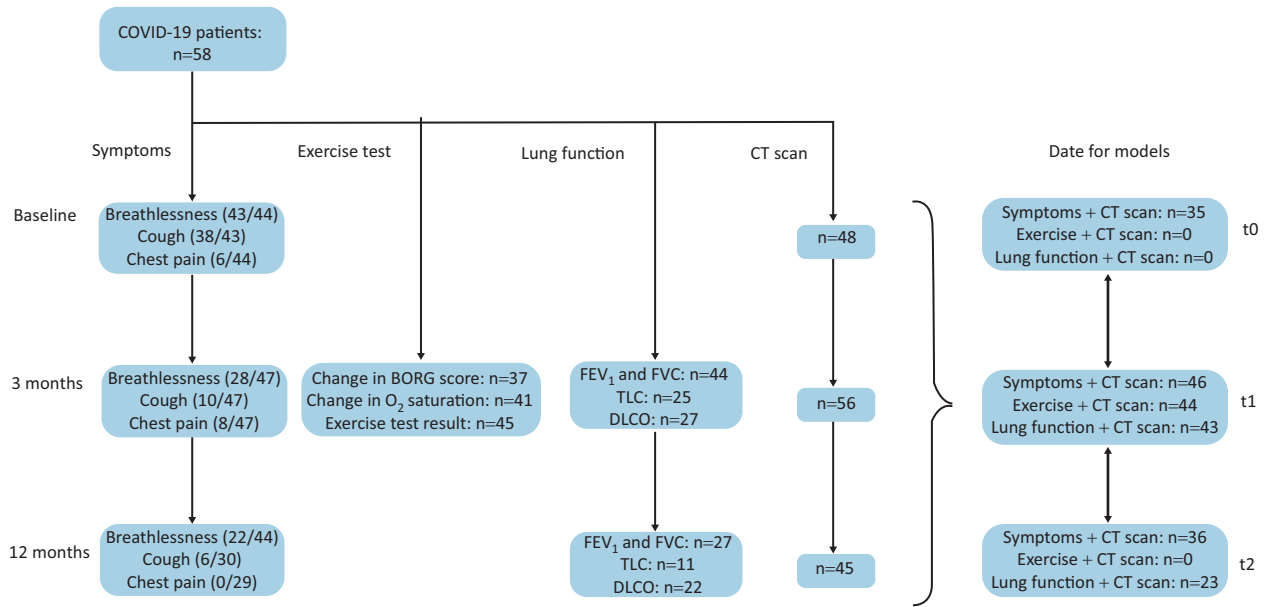 COVID-19 patients:
n=58
Symptoms
Exercise test
Lung function
CT scan
Date for models
Baseline
Breathlessness (43/44)
Cough (38/43)
Chest pain (6/44)
n=48
Symptoms + CT scan: n=35
Exercise + CT scan: n=0
Lung function + CT scan: n=0
t0
3 months
Breathlessness (28/47)
Cough (10/47)
Chest pain (8/47)
Change in BORG score: n=37
Change in O₂ saturation: n=41
Exercise test result: n=45
FEV₁ and FVC: n=44
TLC: n=25
DLCO: n=27
n=56
Symptoms + CT scan: n=46
Exercise + CT scan: n=44
Lung function + CT scan: n=43
t1
12 months
Breathlessness (22/44)
Cough (6/30)
Chest pain (0/29)
FEV₁ and FVC: n=27
TLC: n=11
DLCO: n=22
n=45
Symptoms + CT scan: n=36
Exercise + CT scan: n=0
Lung function + CT scan: n=23
t2